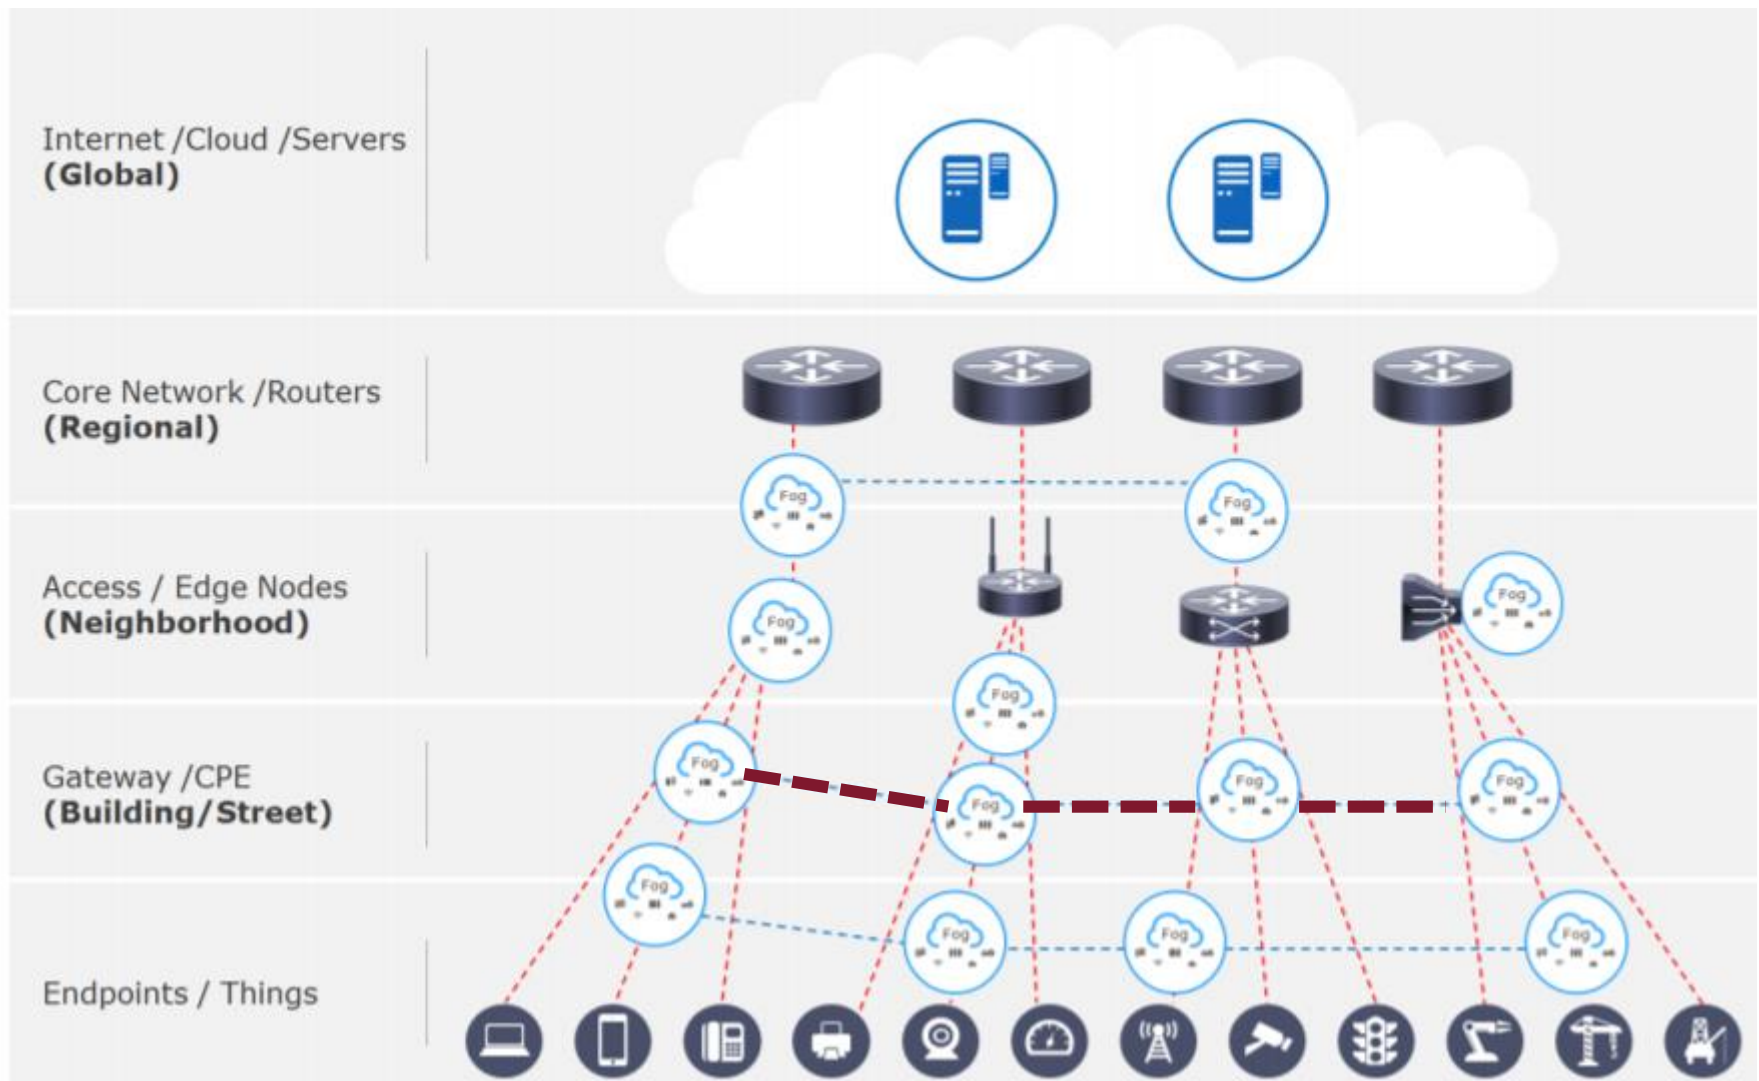 Internet /Cloud /Servers
(Global)
Core Network /Routers
(Regional)
Fog
Fog
Access / Edge Nodes
(Neighborhood)
Fog
Fog
Fog
Gateway /CPE
(Building/Street)
Fog
Fog
Fog
Fog
Fog
Fog
Fog
Fog
Endpoints / Things